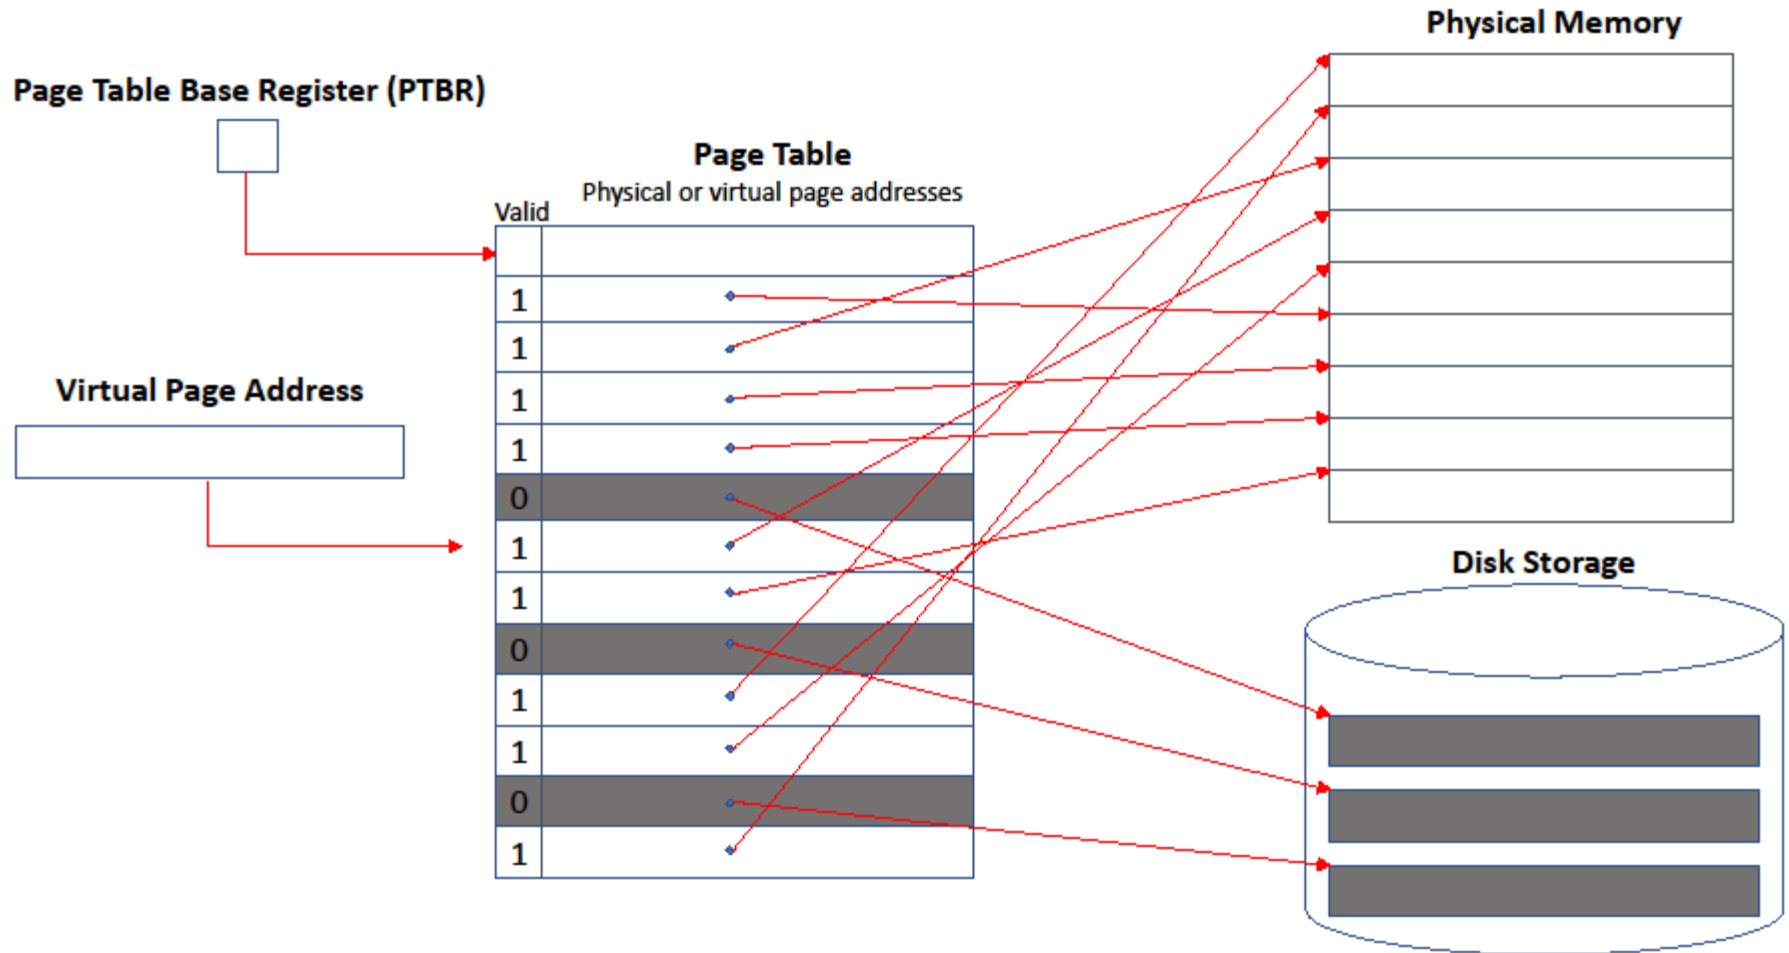 Physical Memory
Page Table Base Register (PTBR)
Page Table
Physical or virtual page addresses
Valid
1
1
Virtual Page Address
1
1
0
1
1
Disk Storage
0
1
1
0
1